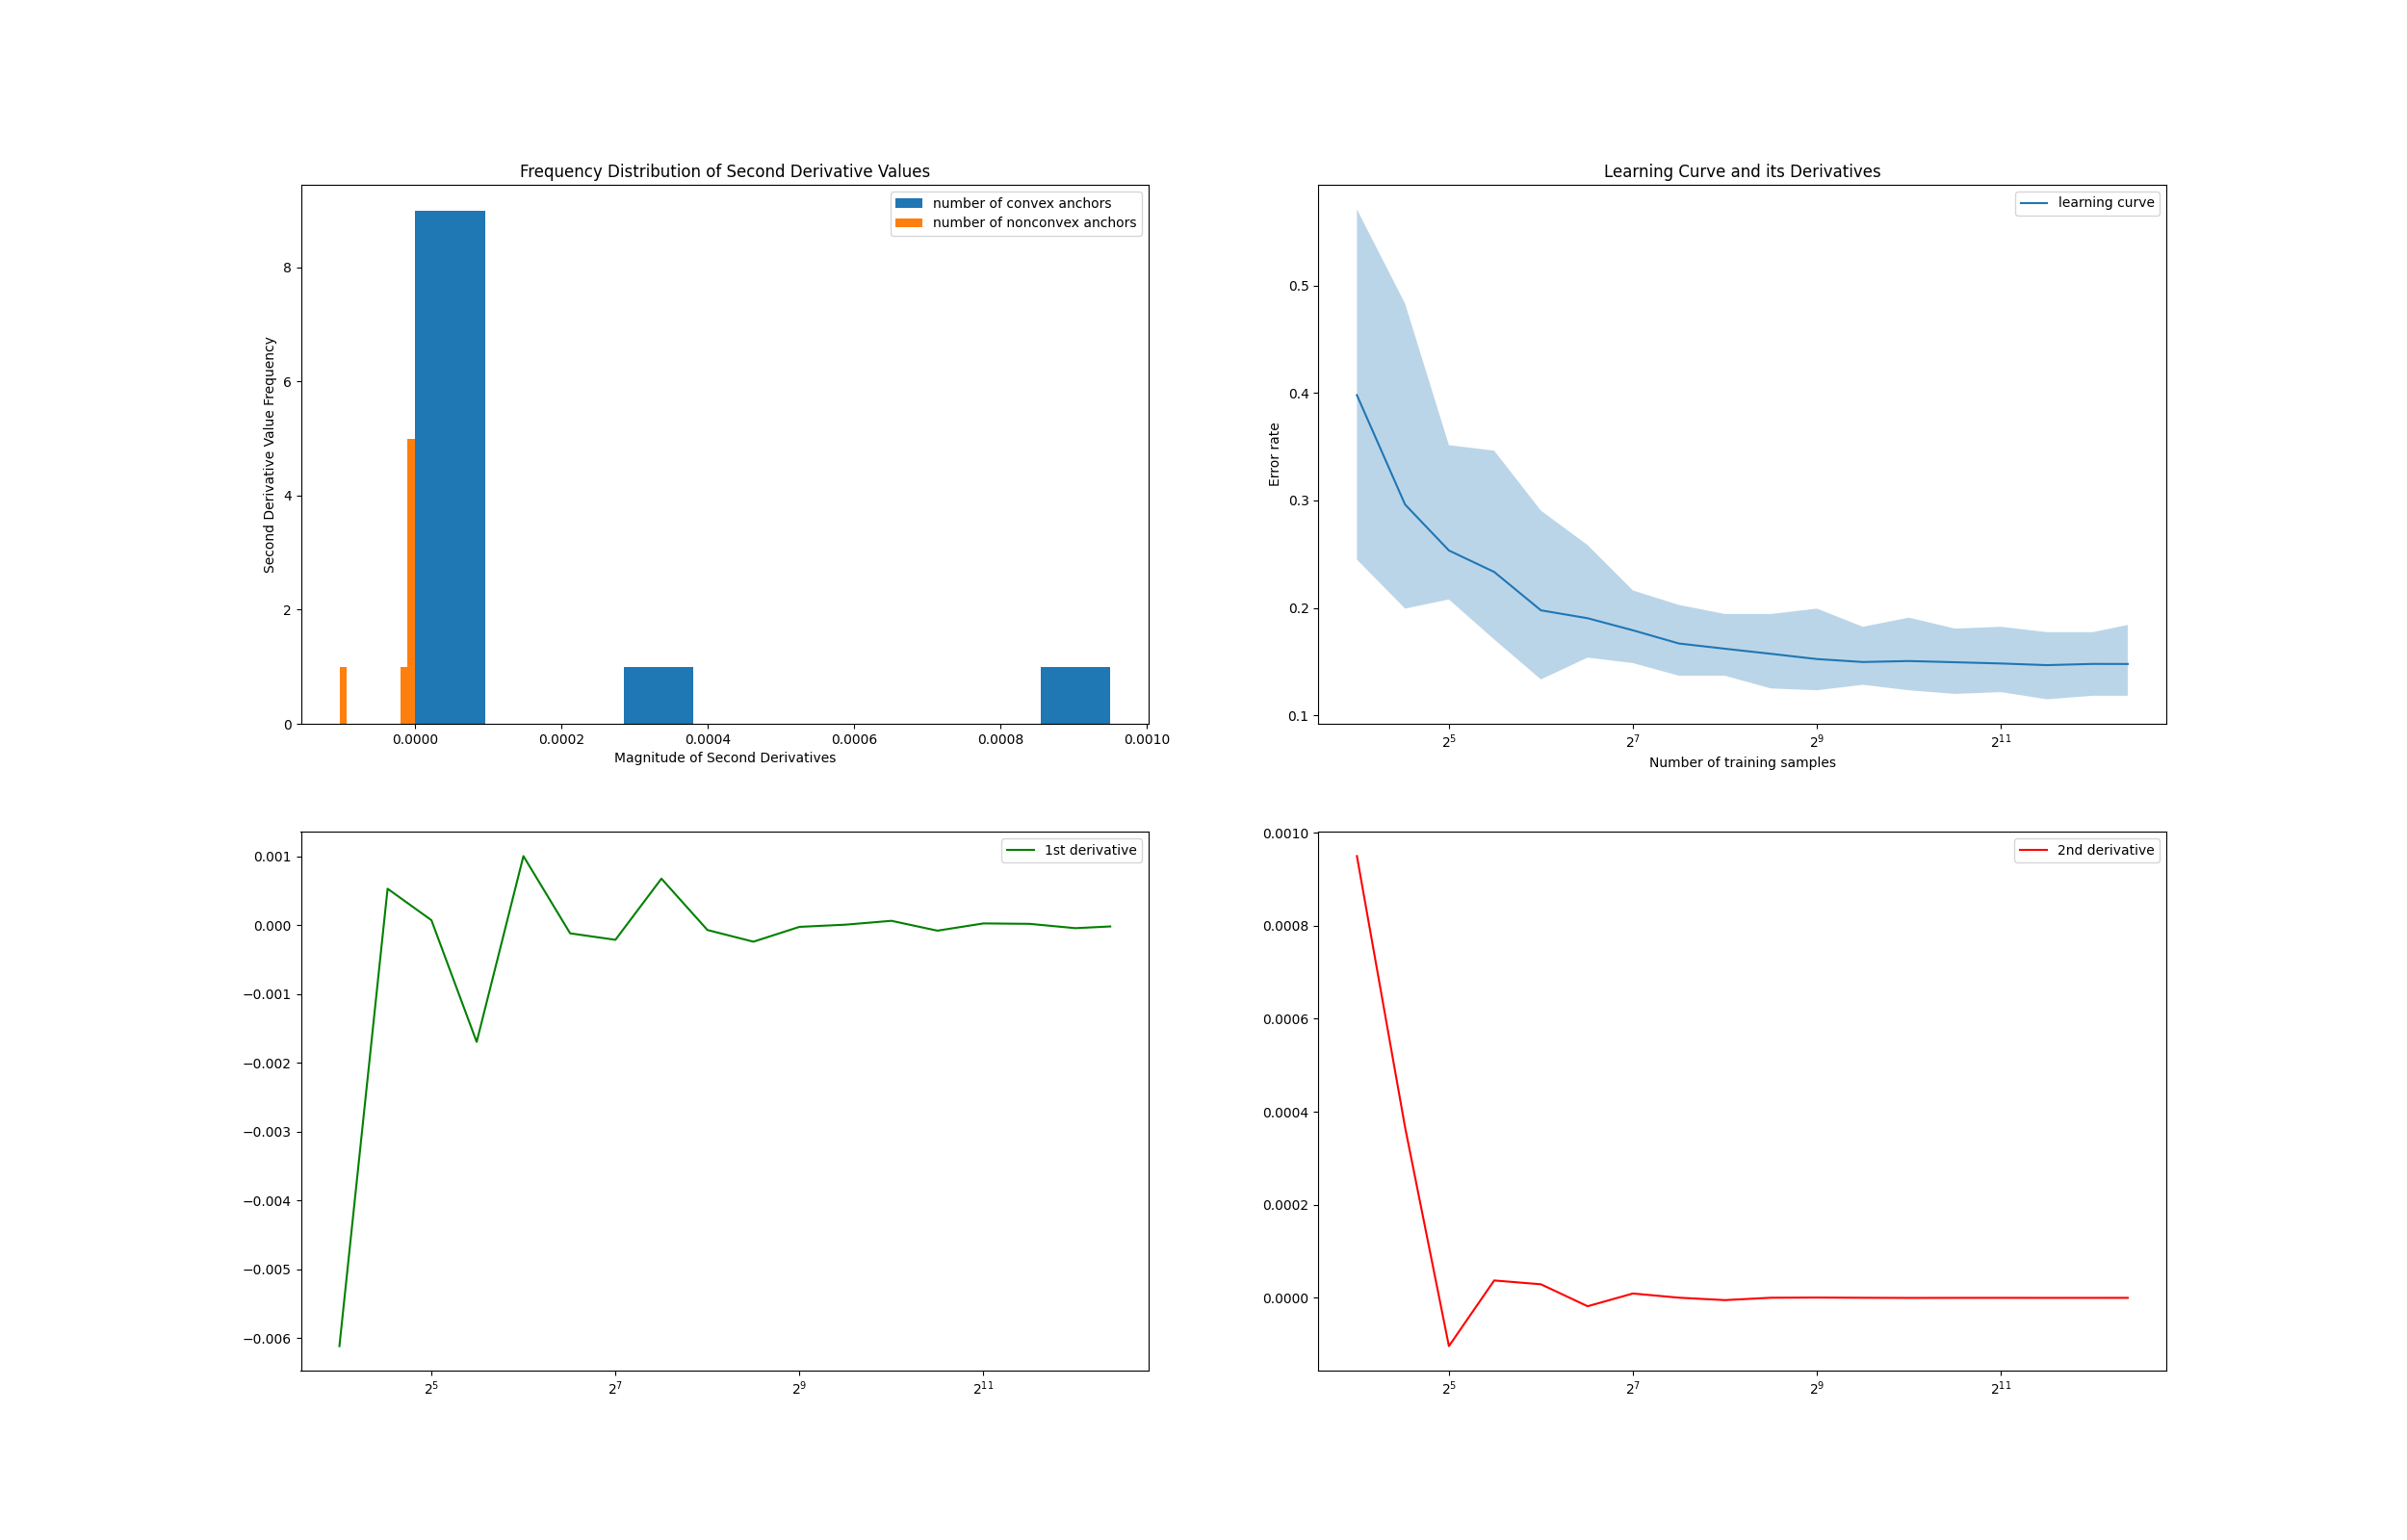 Frequency Distribution of Second Derivative Values
number of convex anchors
number of nonconvex anchors
Second Derivative Value Frequency
8
6
4
2
0
0.0000 0.0002 0.0004 0.0006 0.0008 0.0010
Magnitude of Second Derivatives
Learning Curve and its Derivatives
learning curve
Error rate
0.5
0.4
0.3
0.2
0.1
2^5 2^7 2^9 2^11
Number of training samples
1st derivative
0.001
0.000
−0.001
−0.002
−0.003
−0.004
−0.005
−0.006
2^5 2^7 2^9 2^11
2nd derivative
0.0010
0.0008
0.0006
0.0004
0.0002
0.0000
2^5 2^7 2^9 2^11